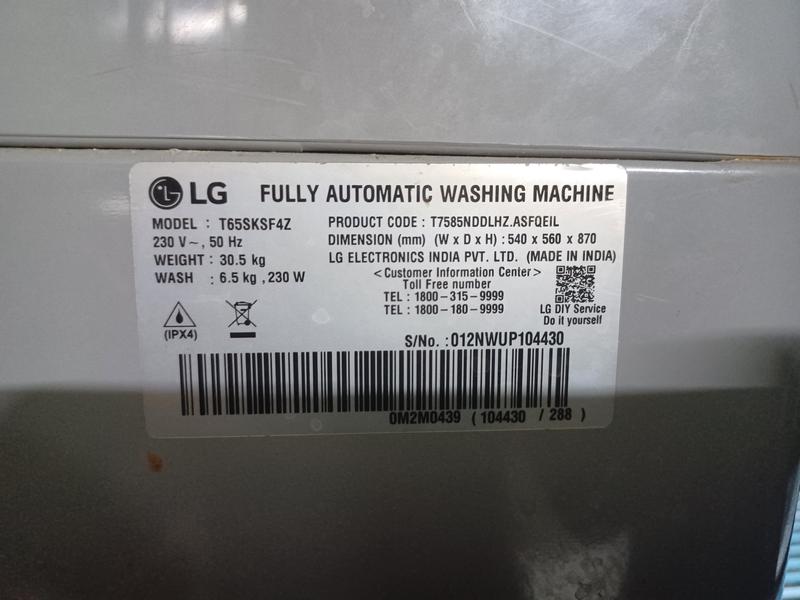 LG FULLY AUTOMATIC WASHING MACHINE
MODEL : T65SKSF4Z
230 V~, 50 Hz
WEIGHT : 30.5 kg
WASH : 6.5 kg , 230 W
PRODUCT CODE : T7585NDDLHZ.ASFQEIL
DIMENSION (mm) (W x D x H) : 540 x 560 x 870
LG ELECTRONICS INDIA PVT. LTD. (MADE IN INDIA)
<Customer Information Center>
Toll Free number
TEL : 1800-315-9999
TEL : 1800-180-9999
LG DIY Service
Do it yourself
(IPX4)
S/No. : 012NWUP104430
0M2M0439 ( 104430 / 288 )